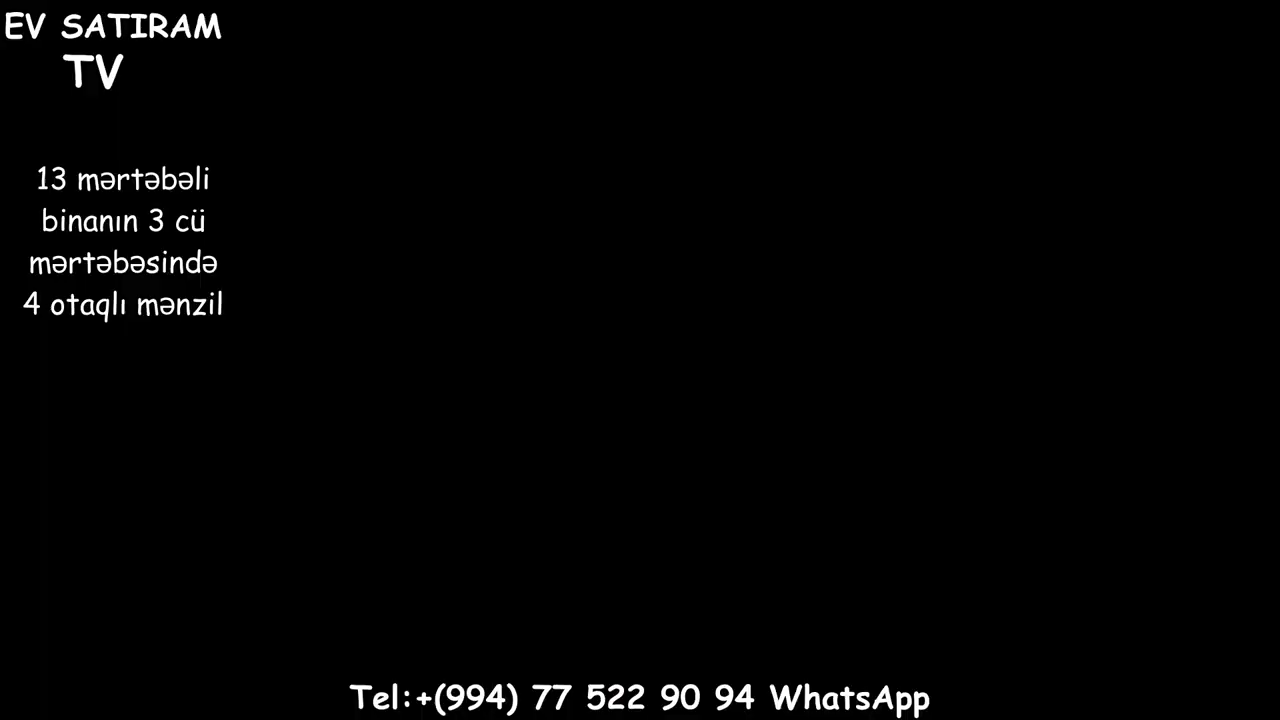 EV SATIRAM
TV
13 mərtəbəli
binanın 3 cü
mərtəbəsində
4 otaqlı mənzil
Tel:+(994) 77 522 90 94 WhatsApp